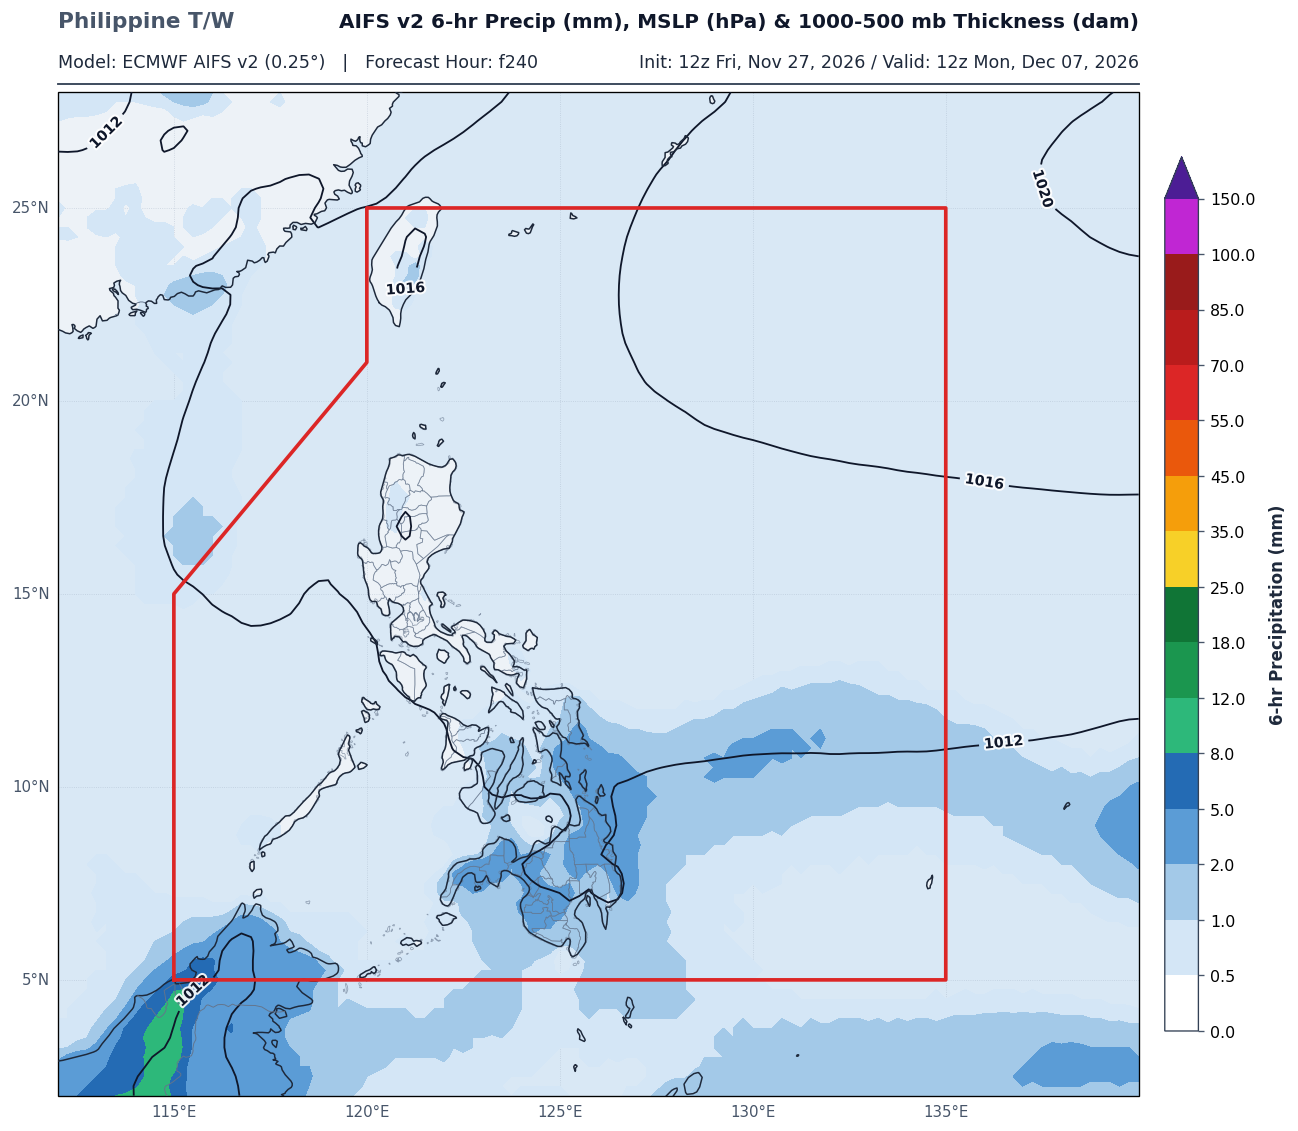 Philippine T/W
AIFS v2 6-hr Precip (mm), MSLP (hPa) & 1000-500 mb Thickness (dam)
Model: ECMWF AIFS v2 (0.25°) | Forecast Hour: f240
Init: 12z Fri, Nov 27, 2026 / Valid: 12z Mon, Dec 07, 2026
1012
1020
25°N
1016
20°N
1016
15°N
1012
10°N
1012
5°N
115°E
120°E
125°E
130°E
135°E
150.0
100.0
85.0
70.0
55.0
45.0
35.0
25.0
18.0
12.0
8.0
5.0
2.0
1.0
0.5
0.0
6-hr Precipitation (mm)